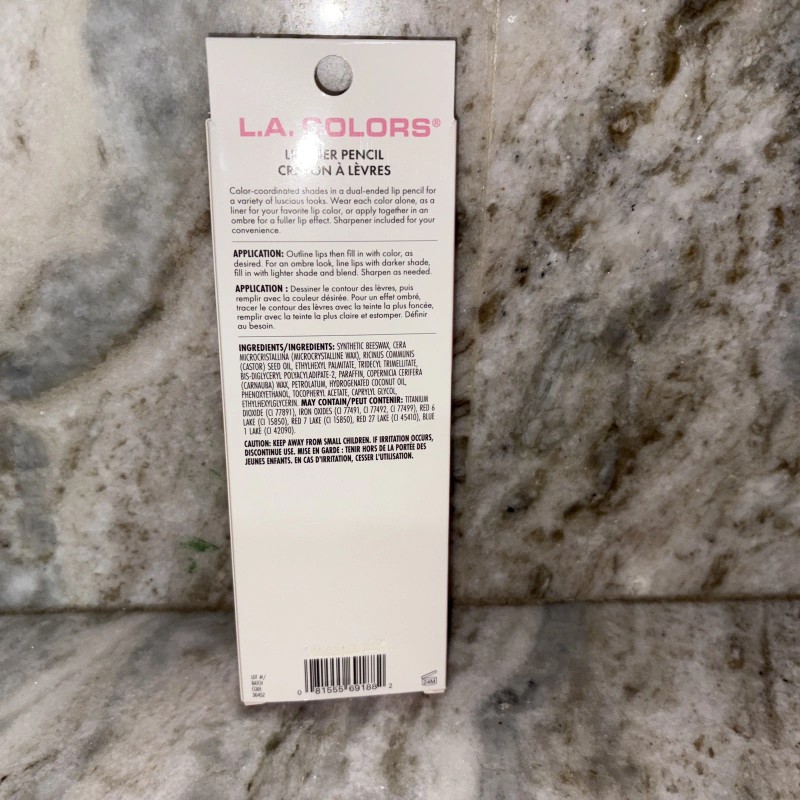 L.A. COLORS®
LINER PENCIL
CRAYON À LÈVRES
Color-coordinated shades in a dual-ended lip pencil for
a variety of luscious looks. Wear each color alone, as a
liner for your favorite lip color, or apply together in an
ombre for a fuller lip effect. Sharpener included for your
convenience.
APPLICATION: Outline lips then fill in with color, as
desired. For an ombre look, line lips with darker shade,
fill in with lighter shade and blend. Sharpen as needed.
APPLICATION : Dessiner le contour des lèvres, puis
remplir avec la couleur désirée. Pour un effet ombré,
tracer le contour des lèvres avec la teinte la plus foncée,
remplir avec la teinte la plus claire et estomper. Définir
au besoin.
INGREDIENTS/INGREDIENTS: SYNTHETIC BEESWAX, CERA
MICROCRISTALLINA (MICROCRYSTALLINE WAX), RICINUS COMMUNIS
(CASTOR) SEED OIL, ETHYLHEXYL PALMITATE, TRIDECYL TRIMELLITATE,
BIS-DIGLYCERYL POLYACYLADIPATE-2, PARAFFIN, COPERNICIA CERIFERA
(CARNAUBA) WAX, PETROLATUM, HYDROGENATED COCONUT OIL,
PHENOXYETHANOL, TOCOPHERYL ACETATE, CAPRYLYL GLYCOL,
ETHYLHEXYLGLYCERIN. MAY CONTAIN/PEUT CONTENIR: TITANIUM
DIOXIDE (CI 77891), IRON OXIDES (CI 77491, CI 77492, CI 77499), RED 6
LAKE (CI 15850), RED 7 LAKE (CI 15850), RED 27 LAKE (CI 45410), BLUE
1 LAKE (CI 42090).
CAUTION: KEEP AWAY FROM SMALL CHILDREN. IF IRRITATION OCCURS,
DISCONTINUE USE. MISE EN GARDE : TENIR HORS DE LA PORTÉE DES
JEUNES ENFANTS. EN CAS D'IRRITATION, CESSER L'UTILISATION.
LOT #/
BATCH
CODE
0 81555 69188 2
24M